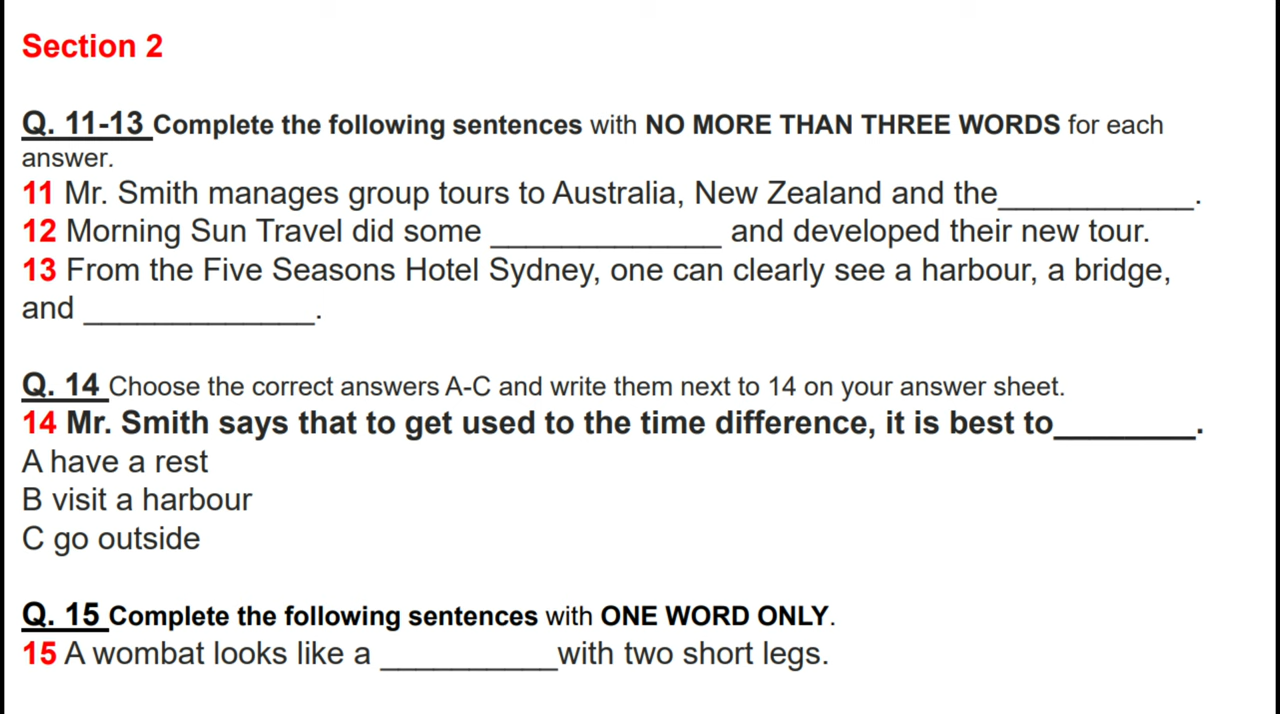 Section 2
Q. 11-13 Complete the following sentences with NO MORE THAN THREE WORDS for each
answer.
11 Mr. Smith manages group tours to Australia, New Zealand and the___________.
12 Morning Sun Travel did some _____________ and developed their new tour.
13 From the Five Seasons Hotel Sydney, one can clearly see a harbour, a bridge,
and _____________.
Q. 14 Choose the correct answers A-C and write them next to 14 on your answer sheet.
14 Mr. Smith says that to get used to the time difference, it is best to________.
A have a rest
B visit a harbour
C go outside
Q. 15 Complete the following sentences with ONE WORD ONLY.
15 A wombat looks like a __________with two short legs.